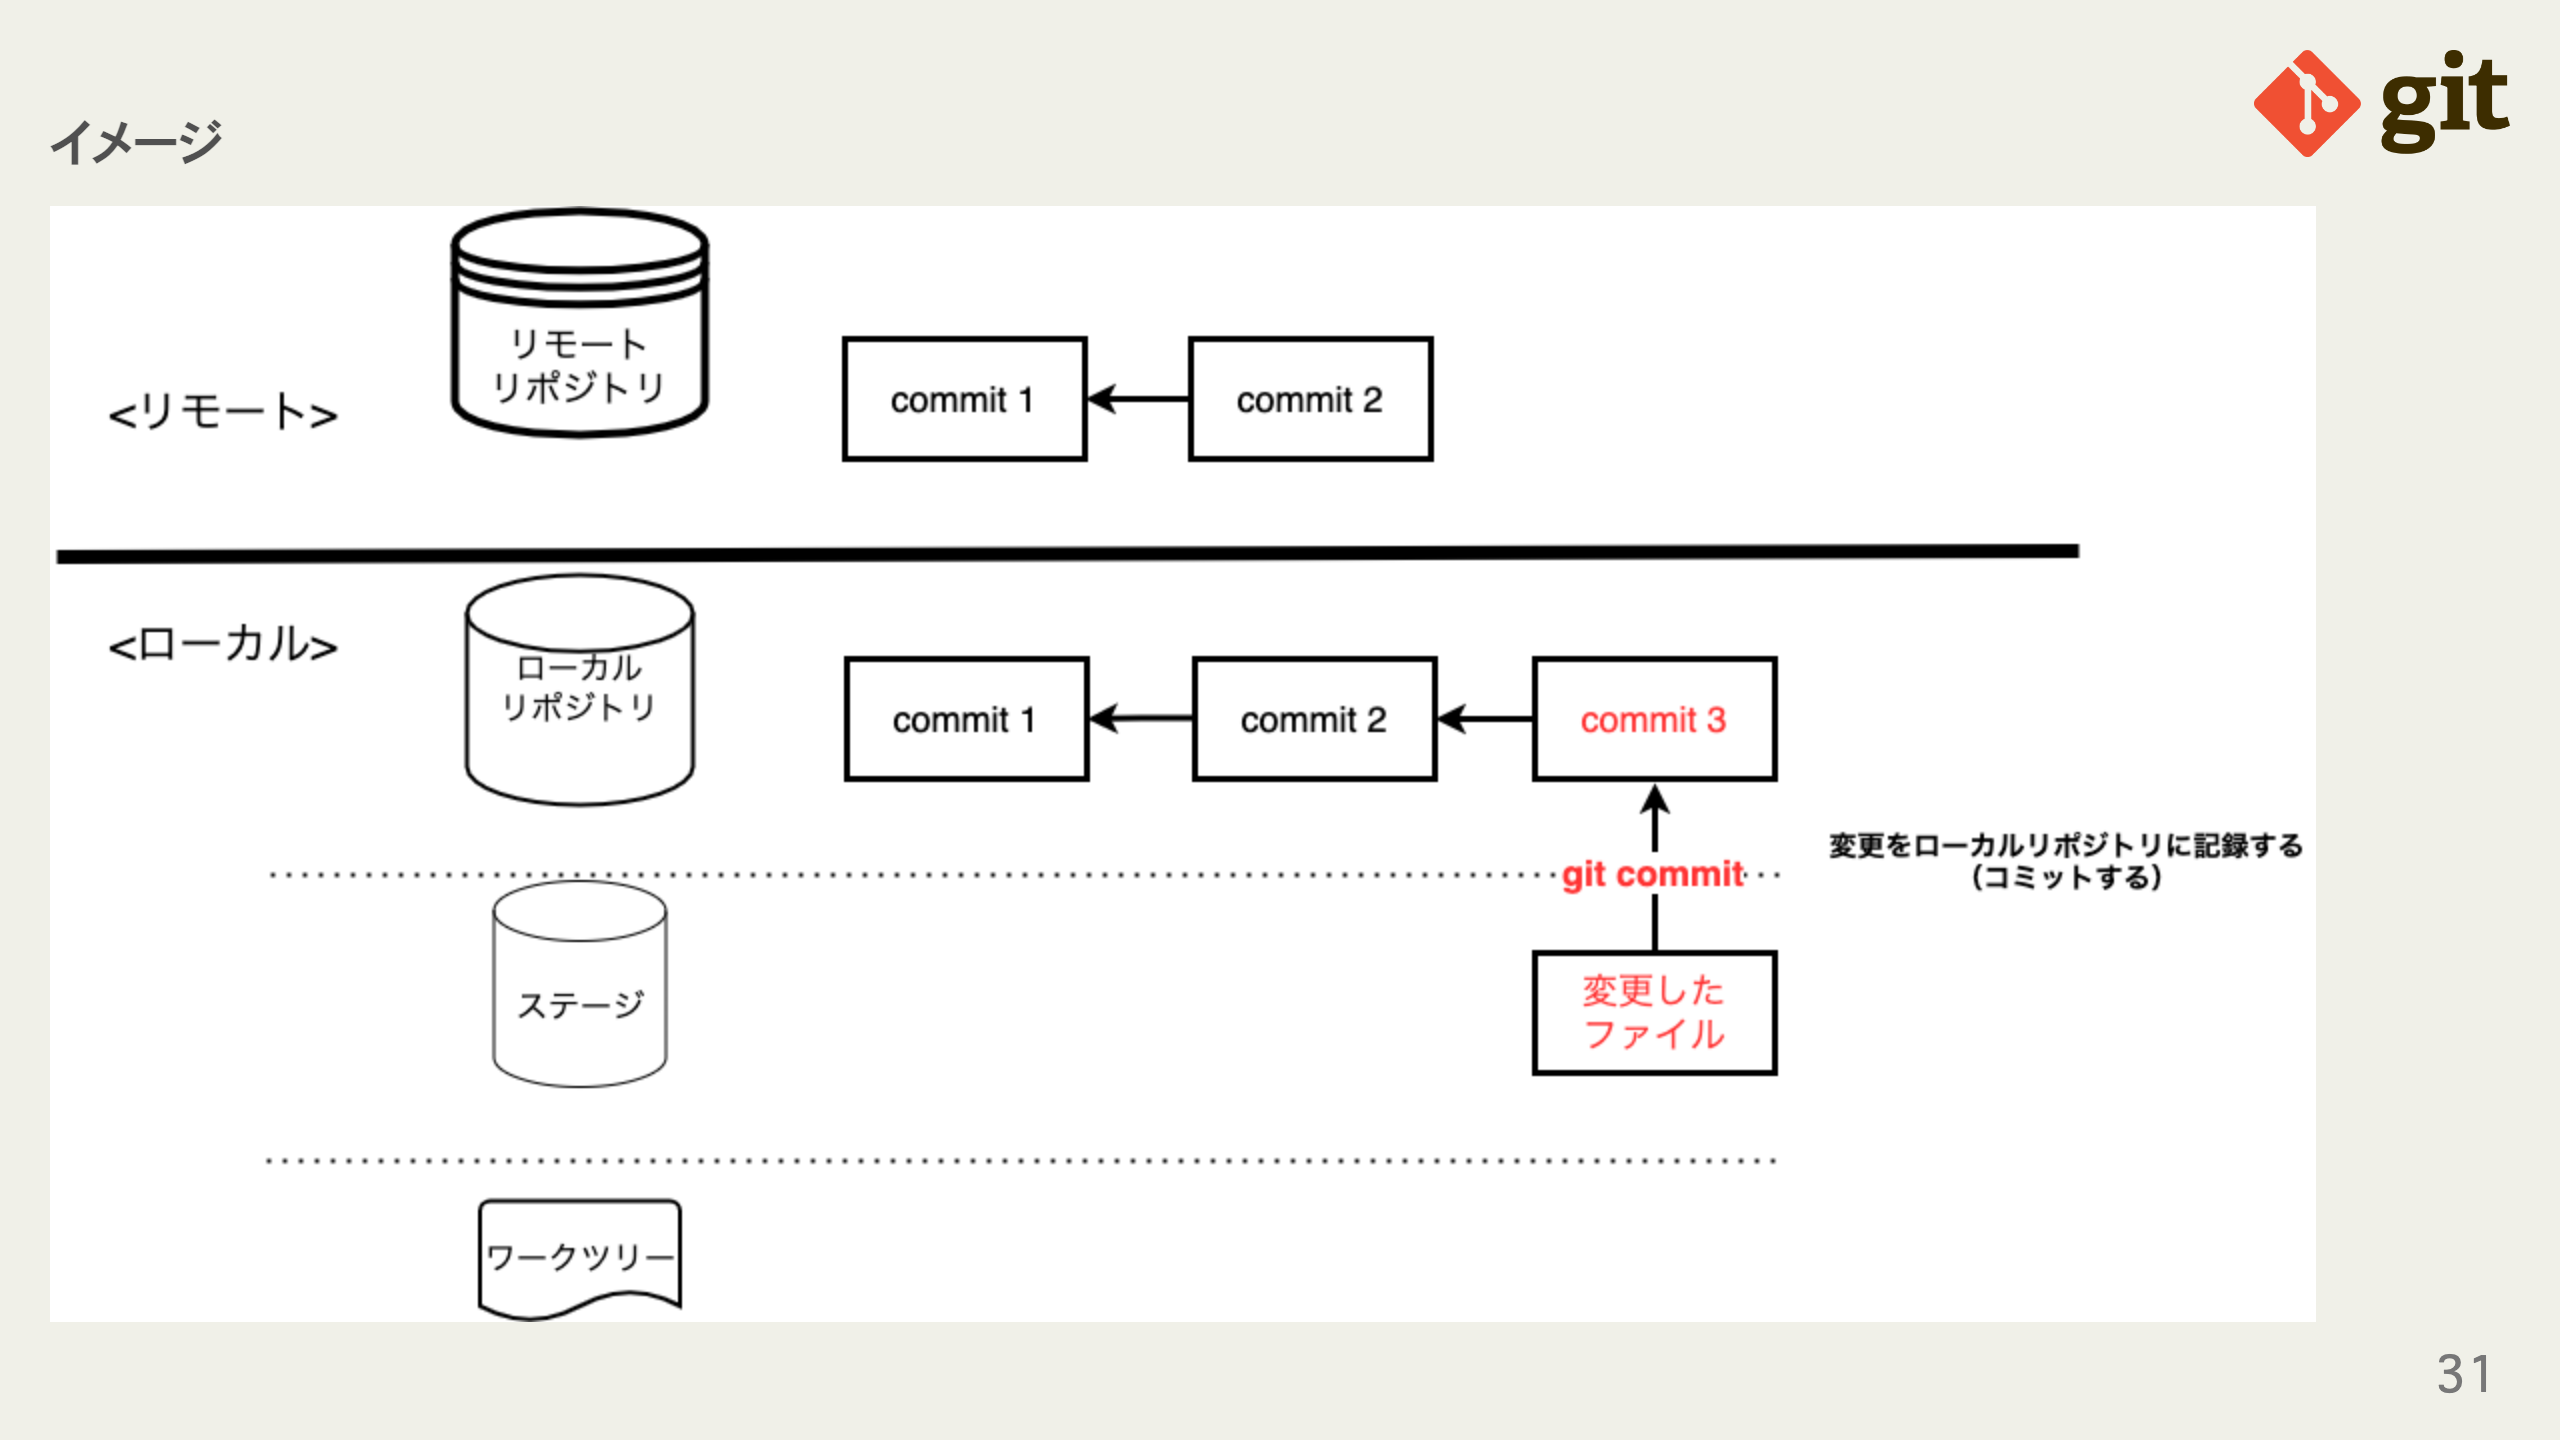 git
イメージ
リモート
リポジトリ
<リモート>
commit 1
commit 2
<ローカル>
ローカル
リポジトリ
commit 1
commit 2
commit 3
git commit
変更をローカルリポジトリに記録する
(コミットする)
ステージ
変更した
ファイル
ワークツリー
31